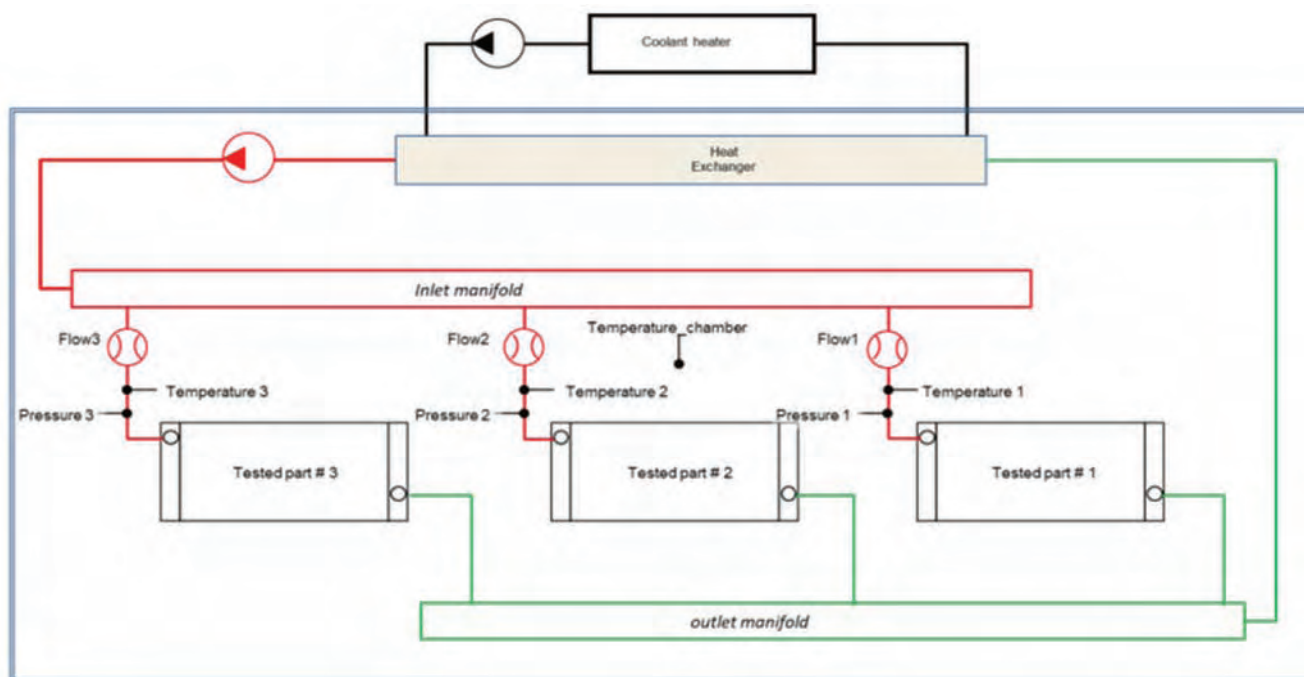 Coolant heater
Heat
Exchanger
Inlet manifold
Flow3
Flow2
Temperature_chamber
Flow1
Temperature 3
Temperature 2
Temperature 1
Pressure 3
Pressure 2
Pressure 1
Tested part # 3
Tested part # 2
Tested part # 1
outlet manifold